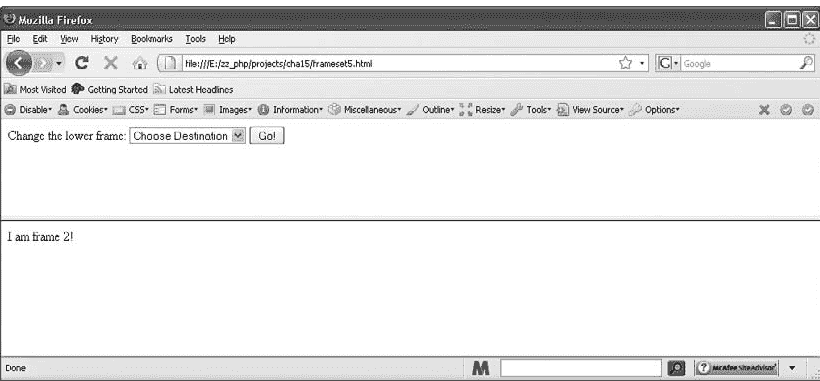 Mozilla Firefox
File Edit View History Bookmarks Tools Help
file:///E:/zz_php/projects/cha15/frameset5.html
G Google
Most Visited Getting Started Latest Headlines
Disable Cookies CSS Forms Images Information Miscellaneous Outline Resize Tools View Source Options
Change the lower frame: Choose Destination Go!
I am frame 2!
Done
M
McAfee SiteAdvisor